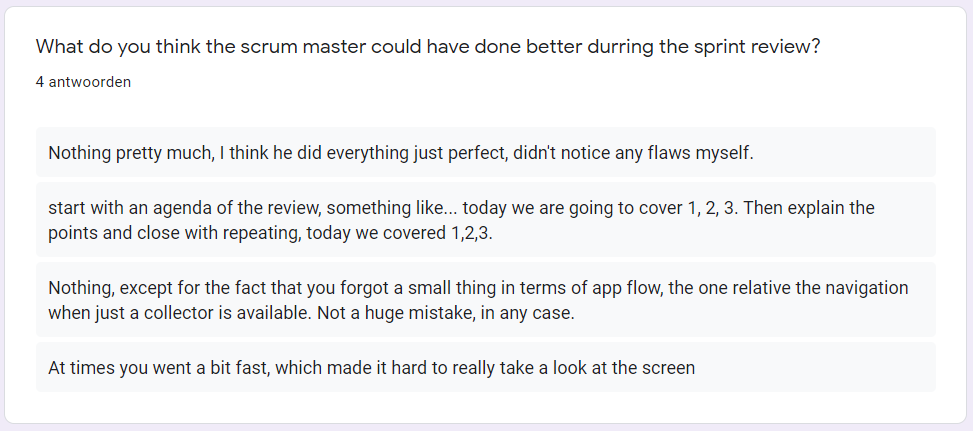 What do you think the scrum master could have done better durring the sprint review?
4 antwoorden
Nothing pretty much, I think he did everything just perfect, didn't notice any flaws myself.
start with an agenda of the review, something like... today we are going to cover 1, 2, 3. Then explain the
points and close with repeating, today we covered 1,2,3.
Nothing, except for the fact that you forgot a small thing in terms of app flow, the one relative the navigation
when just a collector is available. Not a huge mistake, in any case.
At times you went a bit fast, which made it hard to really take a look at the screen